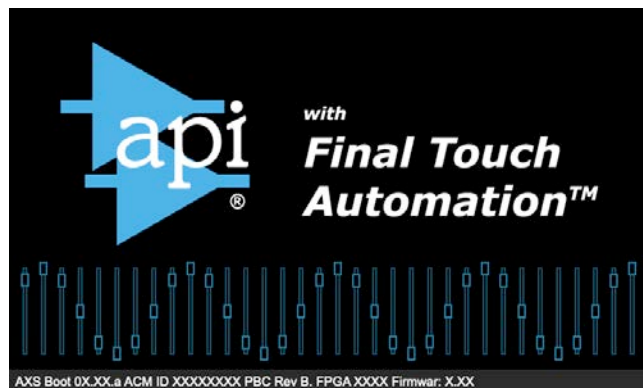 api
®
with
Final Touch
Automation™
AXS Boot 0X.XX.a ACM ID XXXXXXXX PBC Rev B. FPGA XXXX Firmwar: X.XX